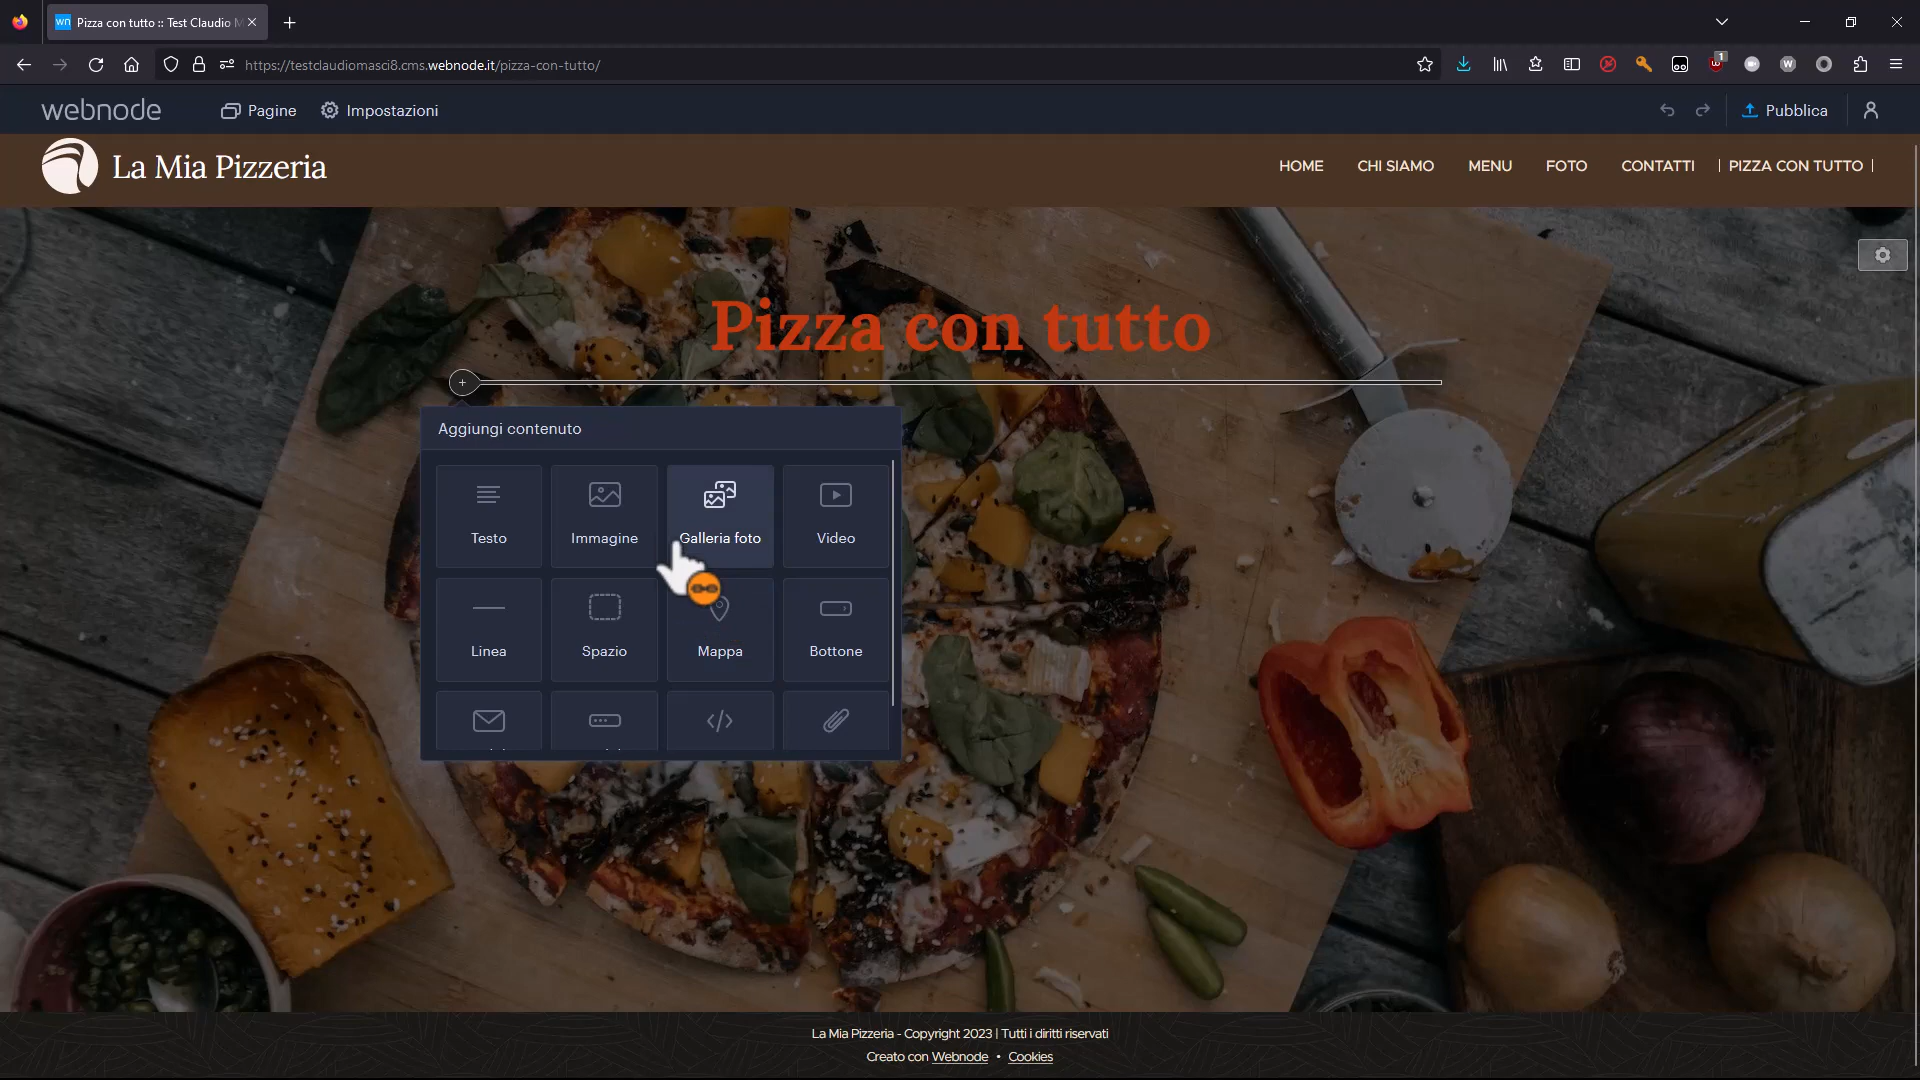 Pizza con tutto :: Test Claudio M
https://testclaudiomasci8.cms.webnode.it/pizza-con-tutto/
1
webnode
Pagine
Impostazioni
Pubblica
La Mia Pizzeria
HOME
CHI SIAMO
MENU
FOTO
CONTATTI
PIZZA CON TUTTO
Pizza con tutto
Aggiungi contenuto
Testo
Immagine
Galleria foto
Video
Linea
Spazio
Mappa
Bottone
La Mia Pizzeria - Copyright 2023 | Tutti i diritti riservati
Creato con Webnode • Cookies